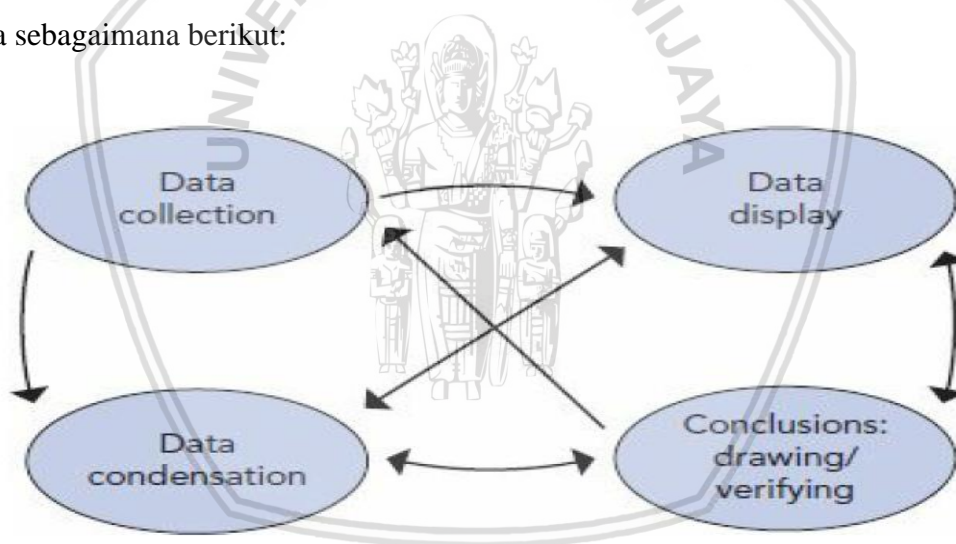 a sebagaimana berikut:
Data
collection
Data
display
Data
condensation
Conclusions:
drawing/
verifying